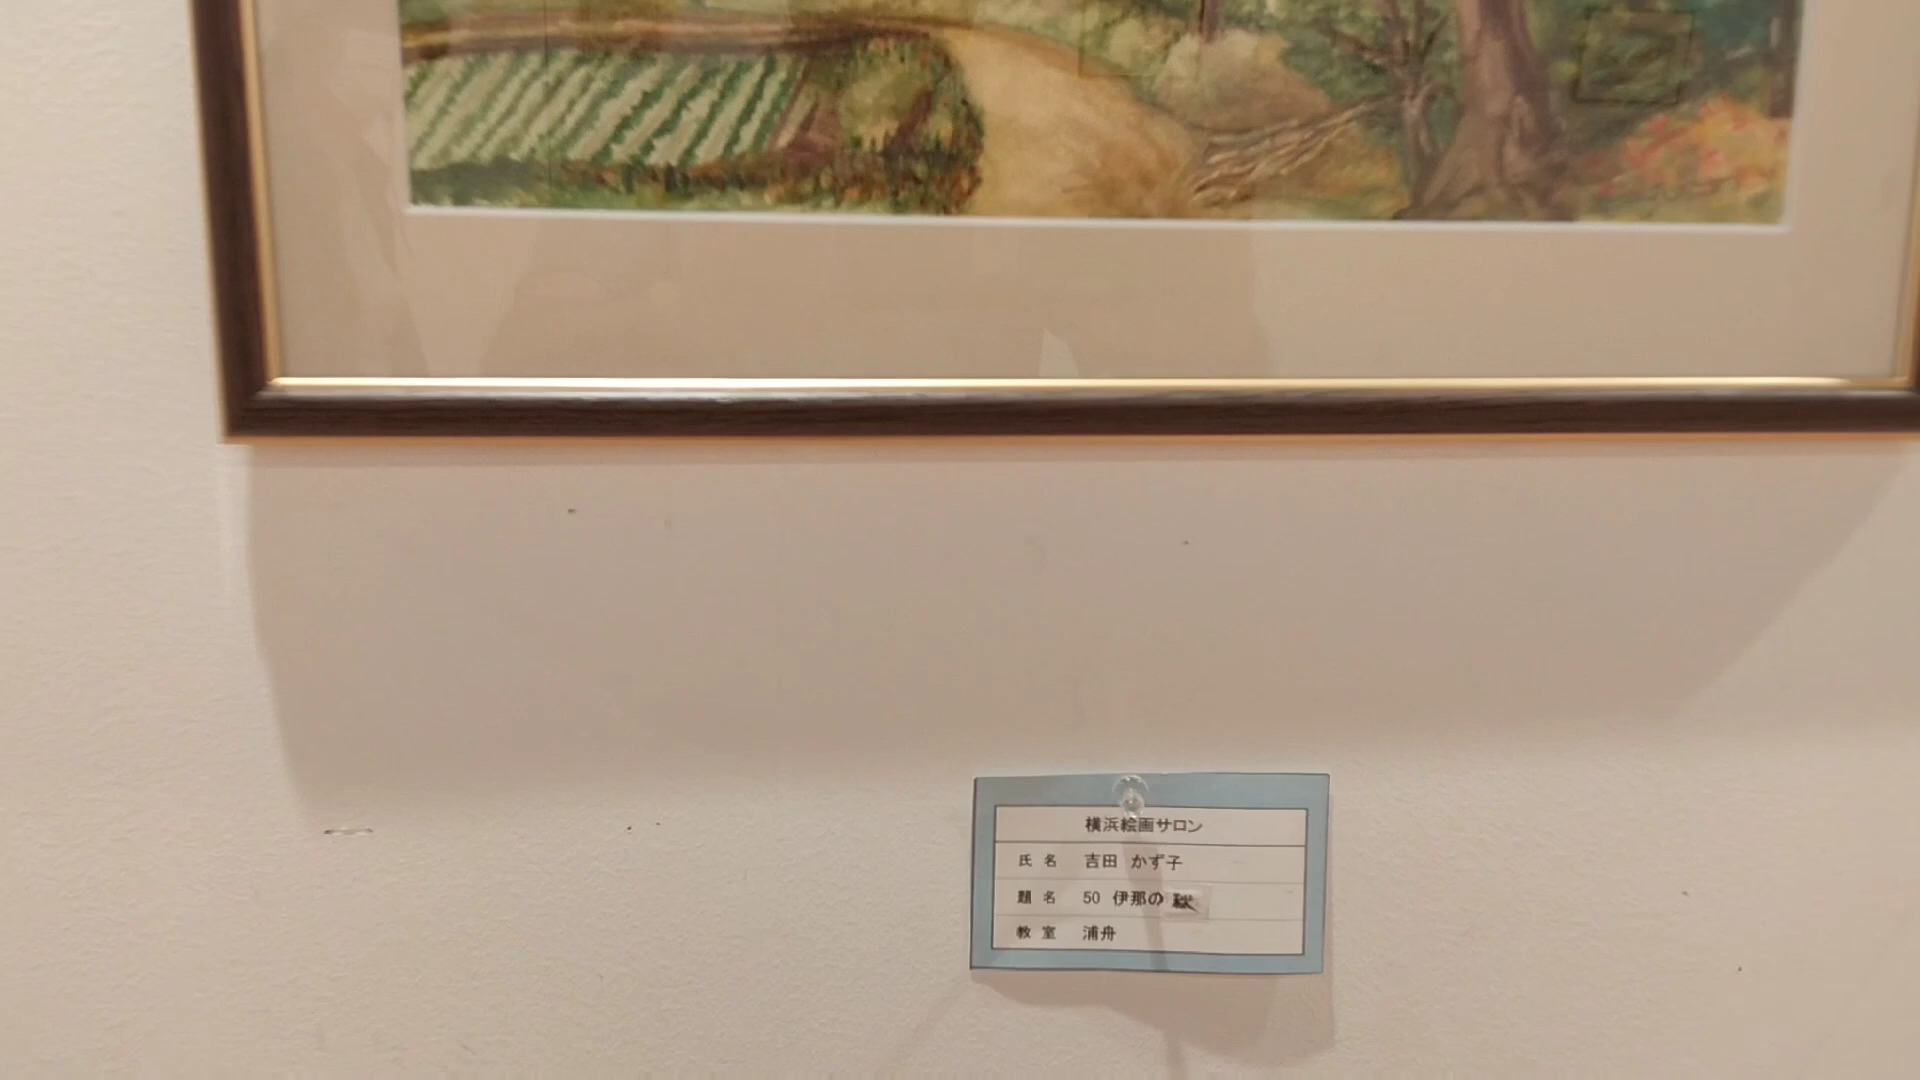 横浜絵画サロン
氏 名 吉田 かず子
題 名 50 伊那の
教 室 浦舟